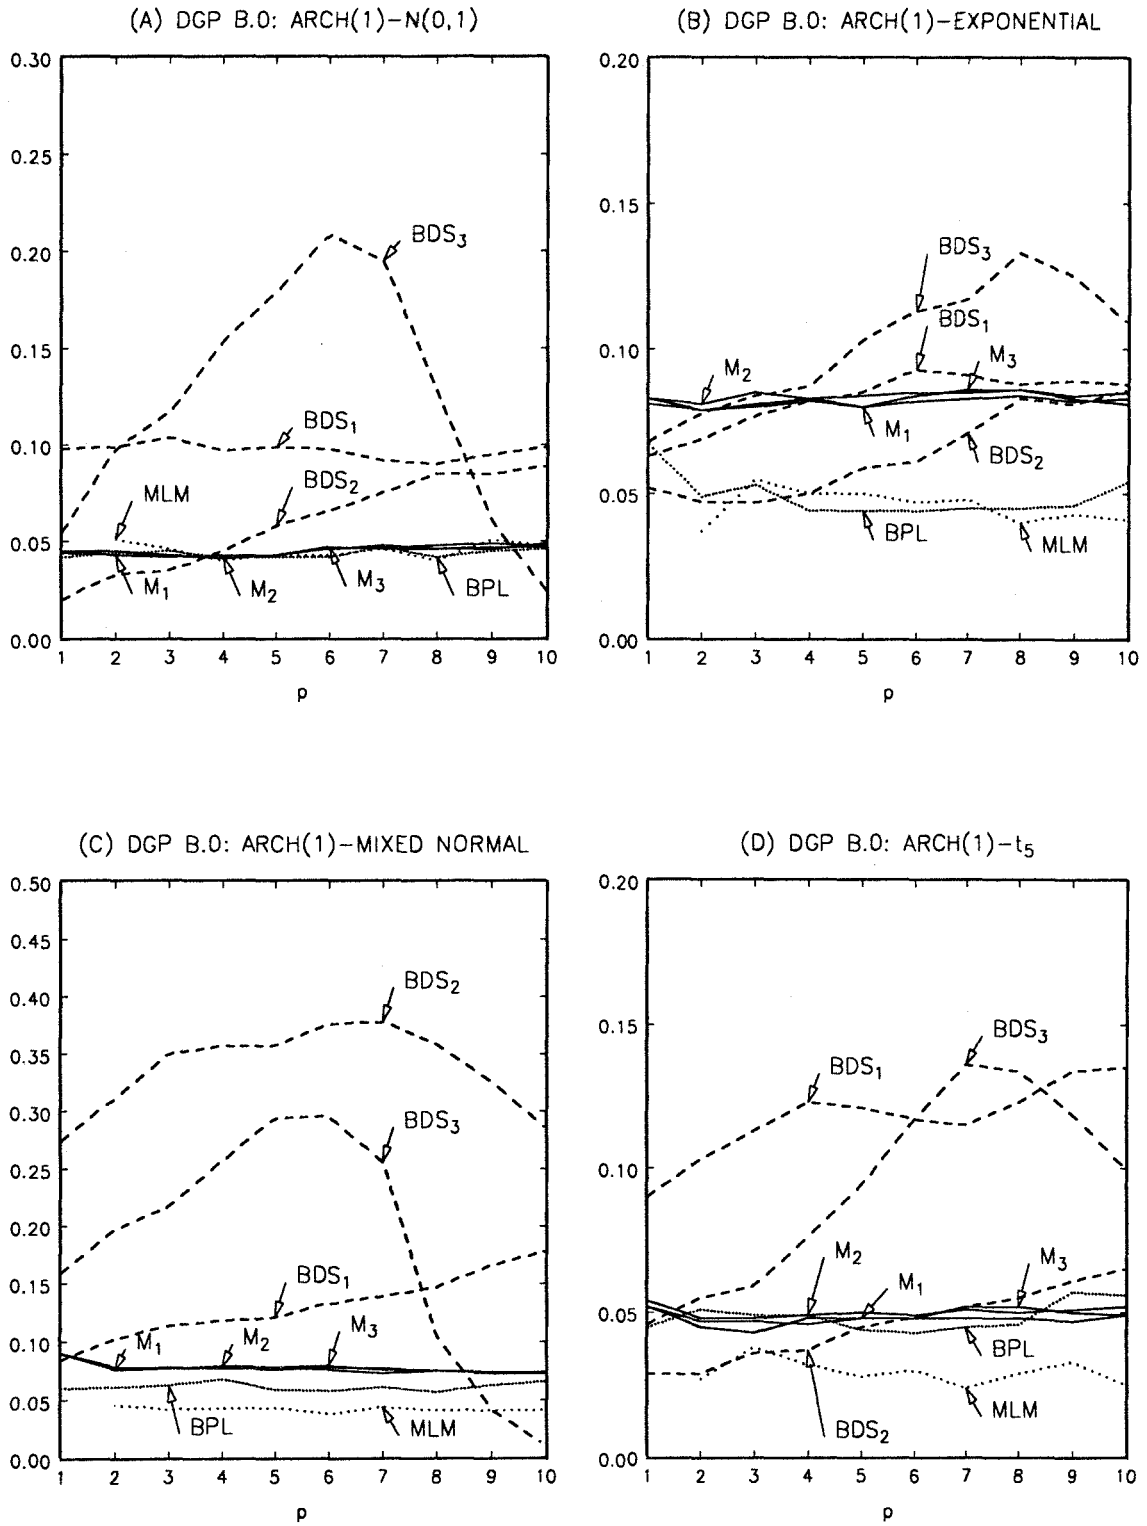 (A) DGP B.0: ARCH(1)-N(0,1)
0.30
0.25
0.20
0.15
0.10
0.05
0.00
BDS3
BDS1
BDS2
MLM
M1
M2
M3
BPL
1 2 3 4 5 6 7 8 9 10
p
(B) DGP B.0: ARCH(1)-EXPONENTIAL
0.20
0.15
0.10
0.05
0.00
BDS3
BDS1
M3
M2
M1
BDS2
BPL
MLM
1 2 3 4 5 6 7 8 9 10
p
(C) DGP B.0: ARCH(1)-MIXED NORMAL
0.50
0.45
0.40
0.35
0.30
0.25
0.20
0.15
0.10
0.05
0.00
BDS2
BDS3
BDS1
M1
M2
M3
BPL
MLM
1 2 3 4 5 6 7 8 9 10
p
(D) DGP B.0: ARCH(1)-t5
0.20
0.15
0.10
0.05
0.00
BDS3
BDS1
M2
M1
M3
BPL
BDS2
MLM
1 2 3 4 5 6 7 8 9 10
p